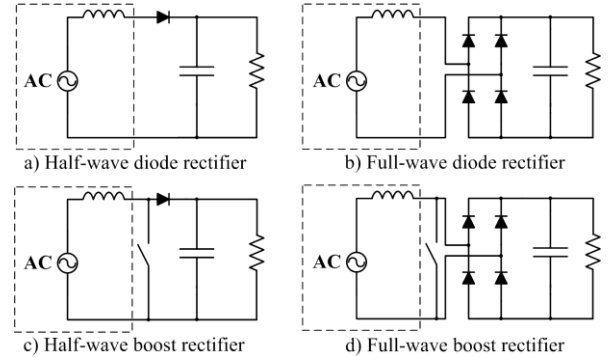 AC
AC
a) Half-wave diode rectifier
b) Full-wave diode rectifier
AC
AC
c) Half-wave boost rectifier
d) Full-wave boost rectifier